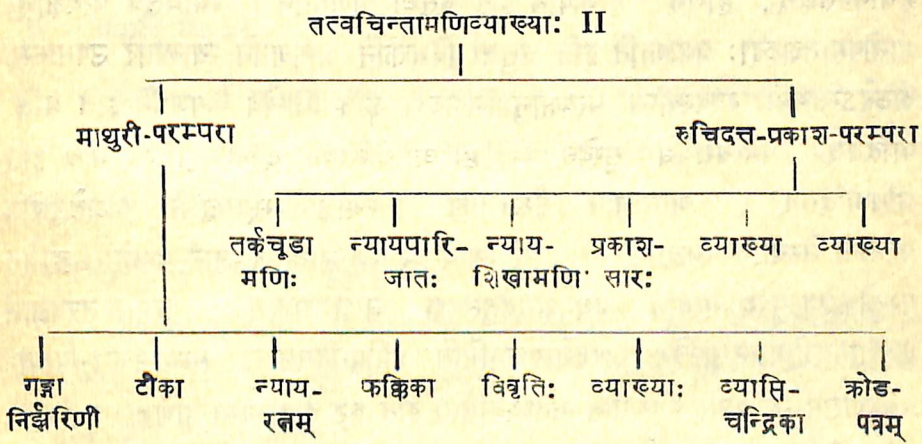 तत्वचिन्तामणिव्याख्याः II
माथुरी-परम्परा रुचिदत्त-प्रकाश-परम्परा
तर्कचूडा न्यायपारि- न्याय- प्रकाश- व्याख्या व्याख्या
मणिः जातः शिखामणि सारः
गङ्गा टीका न्याय- फक्किका विवृतिः व्याख्याः व्याप्ति- क्रोड-
निर्झरिणी रत्नम् चन्द्रिका पत्रम्